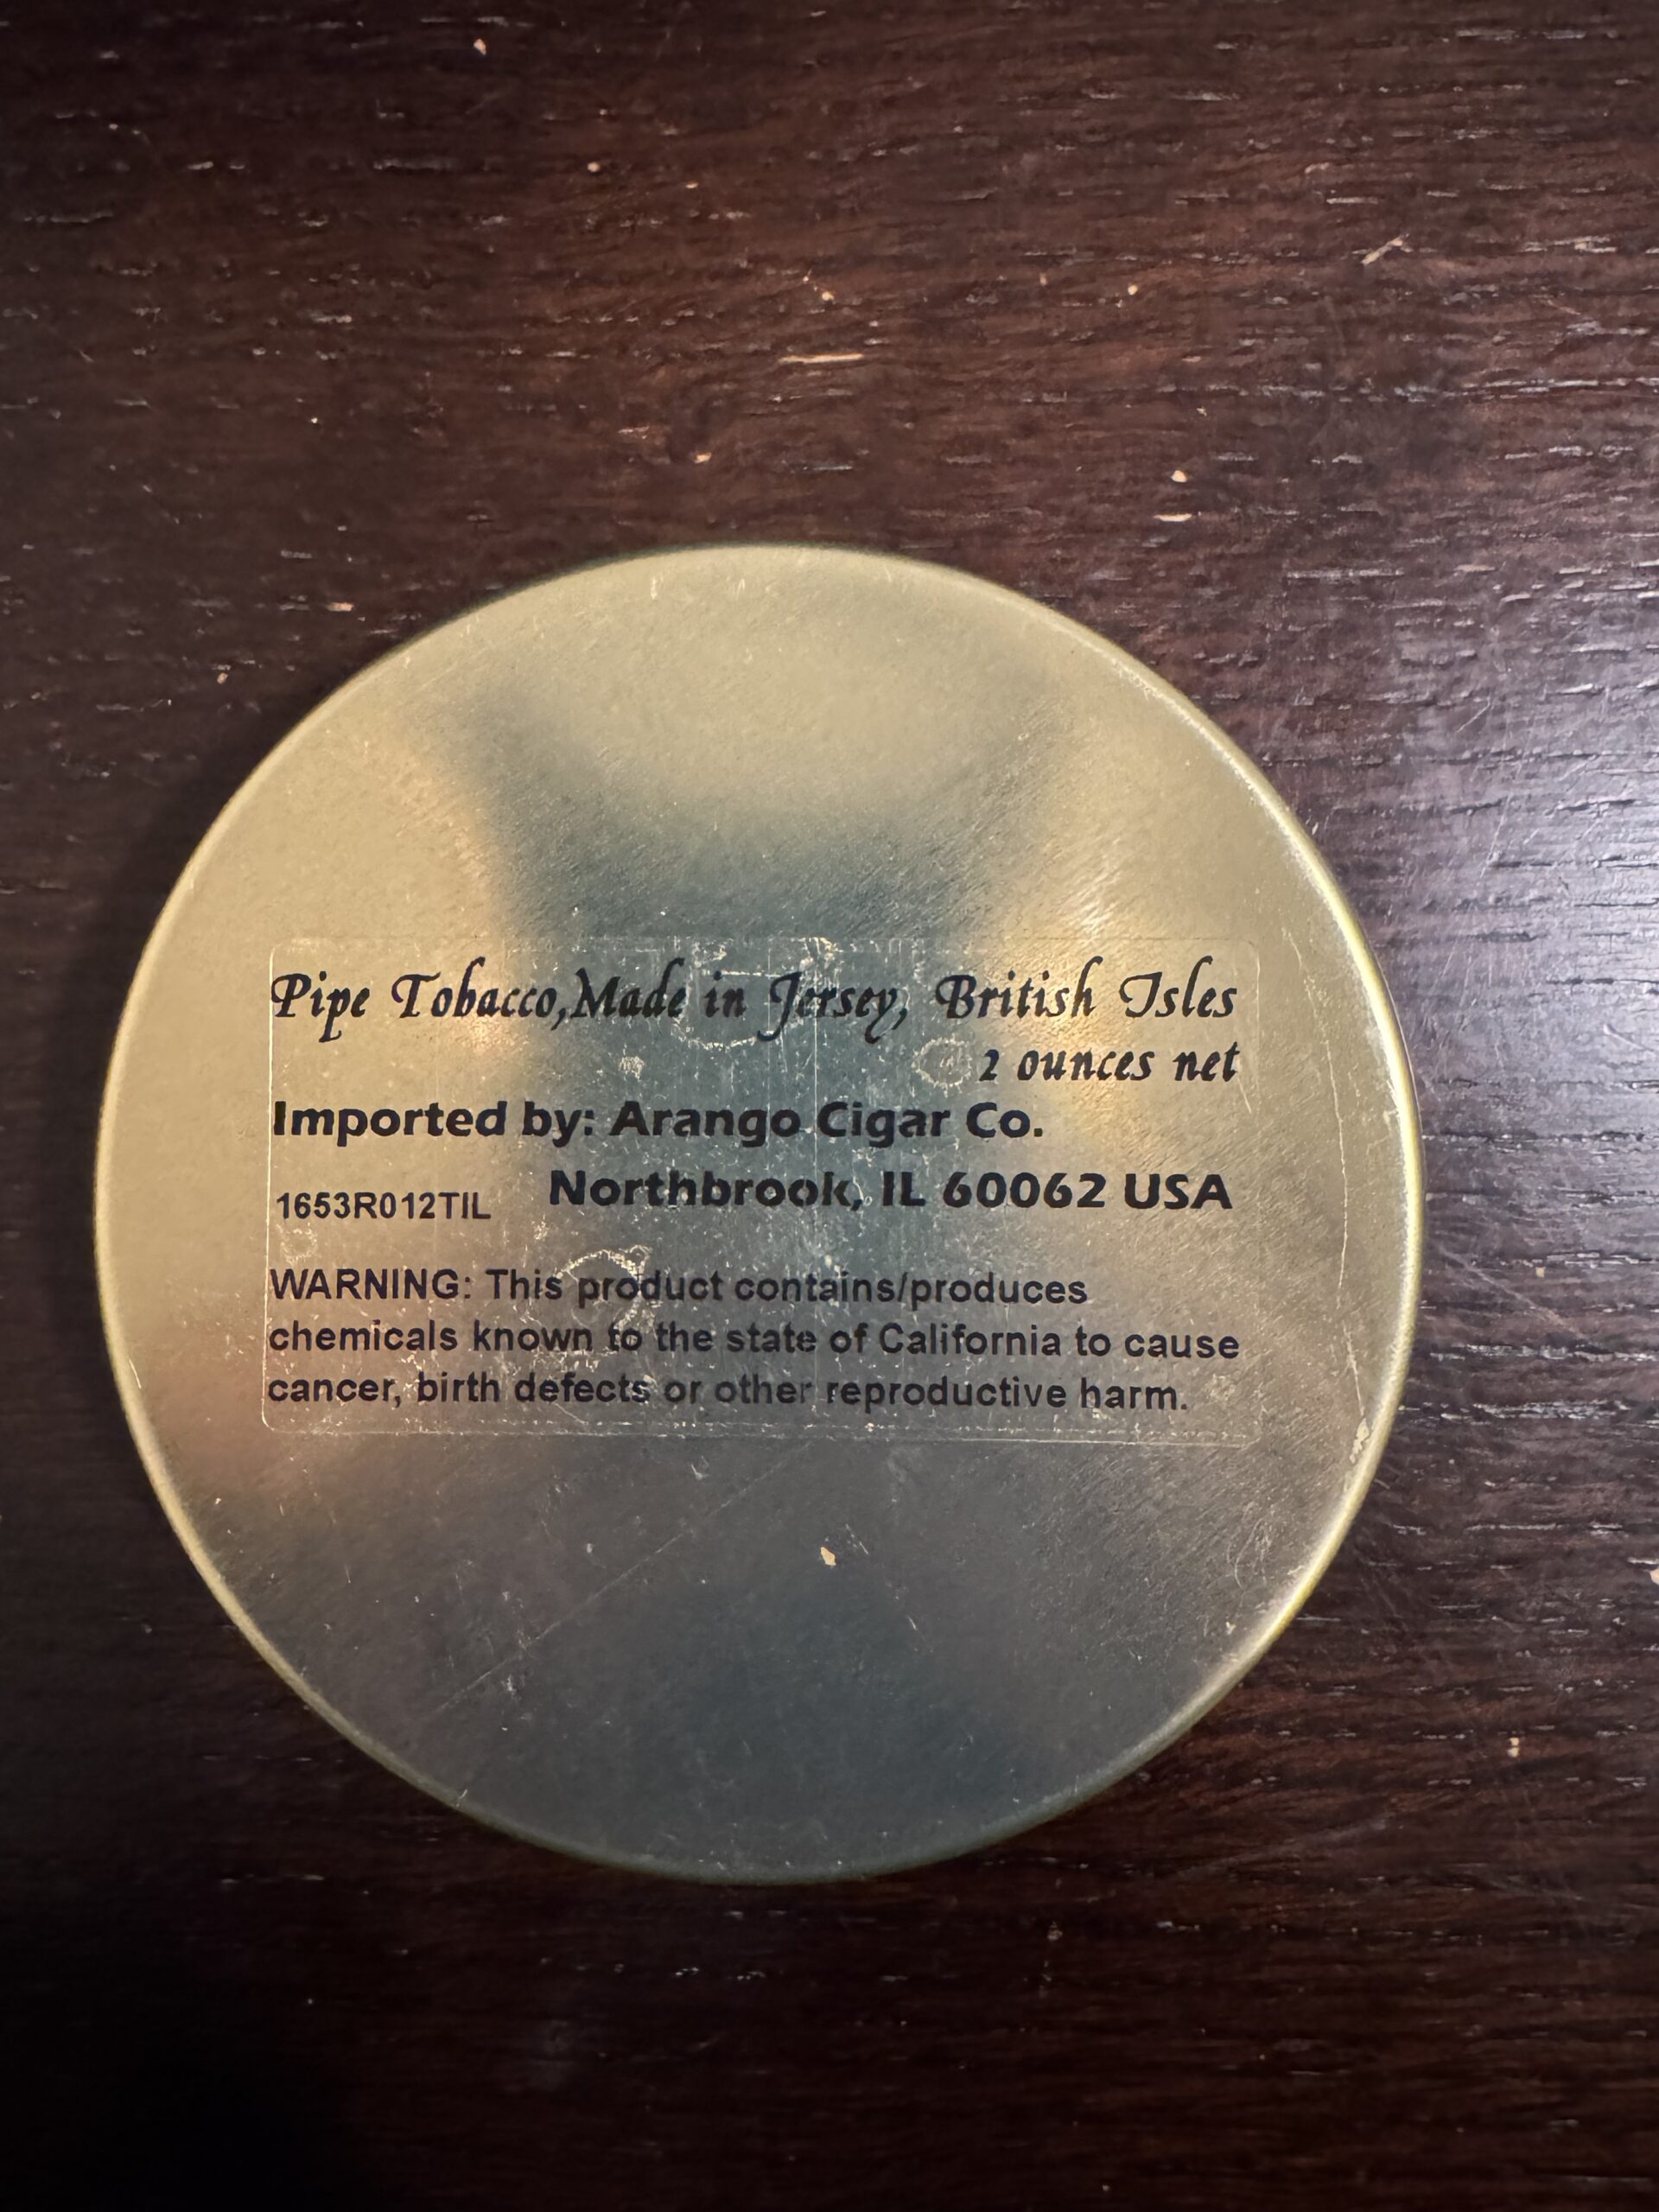 Pipe Tobacco,Made in Jersey, British Isles
2 ounces net
Imported by: Arango Cigar Co.
Northbrook, IL 60062 USA
1653R012TIL
WARNING: This product contains/produces
chemicals known to the state of California to cause
cancer, birth defects or other reproductive harm.